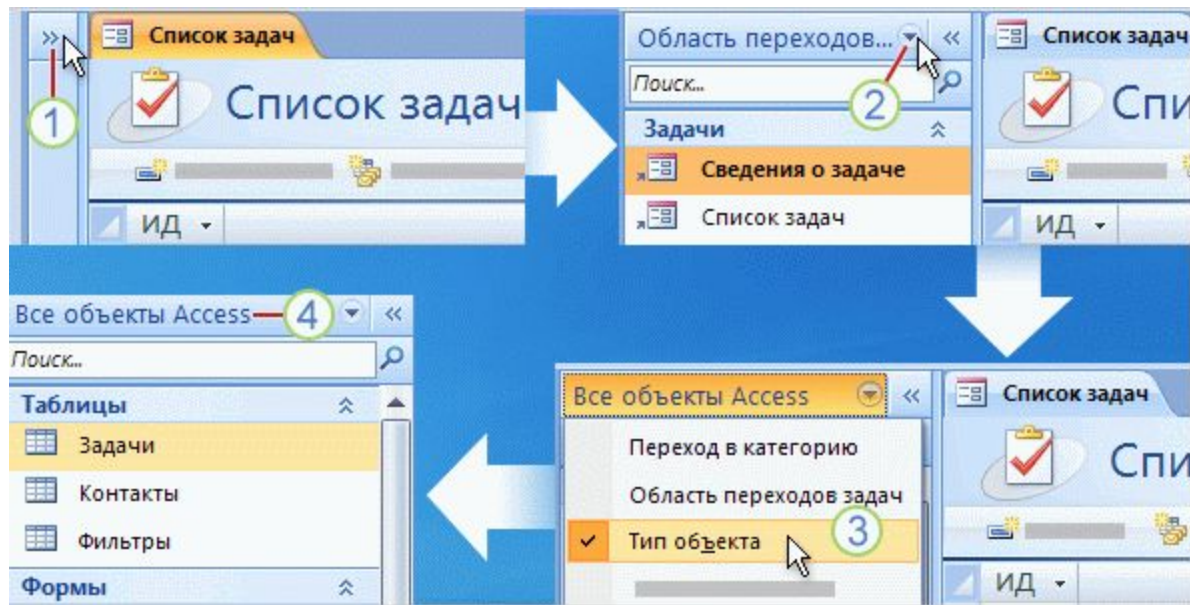 Список задач
Список задач
1
ИД
Область переходов...
2
Поиск...
Задачи
Сведения о задаче
Список задач
Список задач
Спи
ИД
Все объекты Access
Тип объекта
3
Переход в категорию
Область переходов задач
Список задач
Спи
ИД
Все объекты Access
4
Поиск...
Таблицы
Задачи
Контакты
Фильтры
Формы